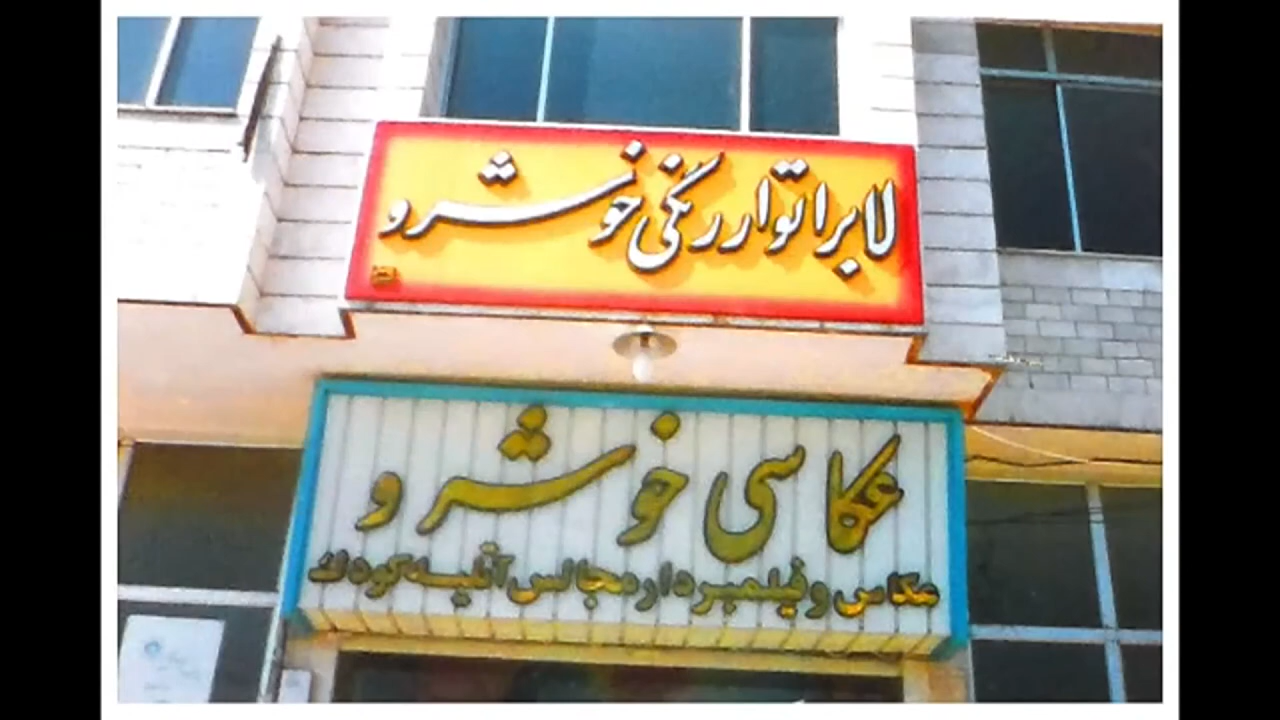 لابراتوار رنگی خوشرو
عکاسی خوشرو
عکاس و فیلمبردار مجالس آتلیه کودک